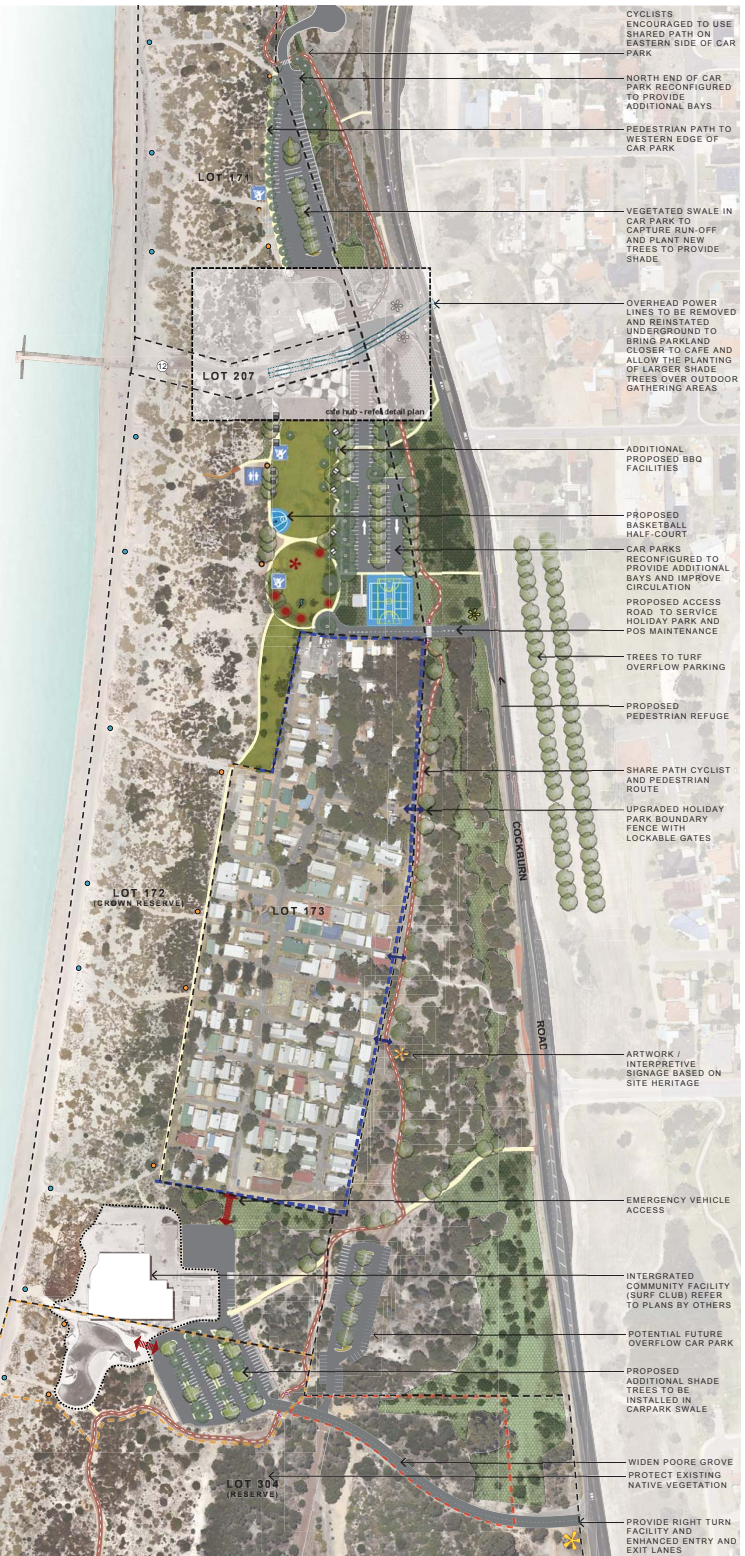 CYCLISTS
ENCOURAGED TO USE
SHARED PATH ON
EASTERN SIDE OF CAR
PARK
NORTH END OF CAR
PARK RECONFIGURED
TO PROVIDE
ADDITIONAL BAYS
PEDESTRIAN PATH TO
WESTERN EDGE OF
CAR PARK
LOT 171
VEGETATED SWALE IN
CAR PARK TO
CAPTURE RUN-OFF
AND PLANT NEW
TREES TO PROVIDE
SHADE
OVERHEAD POWER
LINES TO BE REMOVED
AND REINSTATED
UNDERGROUND TO
BRING PARKLAND
CLOSER TO CAFE AND
ALLOW THE PLANTING
OF LARGER SHADE
TREES OVER OUTDOOR
GATHERING AREAS
12
LOT 207
cafe hub - refer detail plan
ADDITIONAL
PROPOSED BBQ
FACILITIES
PROPOSED
BASKETBALL
HALF-COURT
CAR PARKS
RECONFIGURED TO
PROVIDE ADDITIONAL
BAYS AND IMPROVE
CIRCULATION
PROPOSED ACCESS
ROAD TO SERVICE
HOLIDAY PARK AND
POS MAINTENANCE
TREES TO TURF
OVERFLOW PARKING
PROPOSED
PEDESTRIAN REFUGE
SHARE PATH CYCLIST
AND PEDESTRIAN
ROUTE
UPGRADED HOLIDAY
PARK BOUNDARY
FENCE WITH
LOCKABLE GATES
COCKBURN
LOT 172
(CROWN RESERVE)
LOT 173
ROAD
ARTWORK /
INTERPRETIVE
SIGNAGE BASED ON
SITE HERITAGE
EMERGENCY VEHICLE
ACCESS
INTERGRATED
COMMUNITY FACILITY
(SURF CLUB) REFER
TO PLANS BY OTHERS
POTENTIAL FUTURE
OVERFLOW CAR PARK
PROPOSED
ADDITIONAL SHADE
TREES TO BE
INSTALLED IN
CARPARK SWALE
WIDEN POORE GROVE
PROTECT EXISTING
NATIVE VEGETATION
LOT 304
(RESERVE)
PROVIDE RIGHT TURN
FACILITY AND
ENHANCED ENTRY AND
EXIT LANES